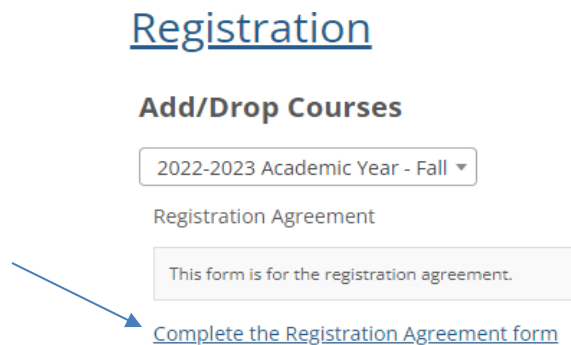 Registration
Add/Drop Courses
2022-2023 Academic Year - Fall
Registration Agreement
This form is for the registration agreement.
Complete the Registration Agreement form